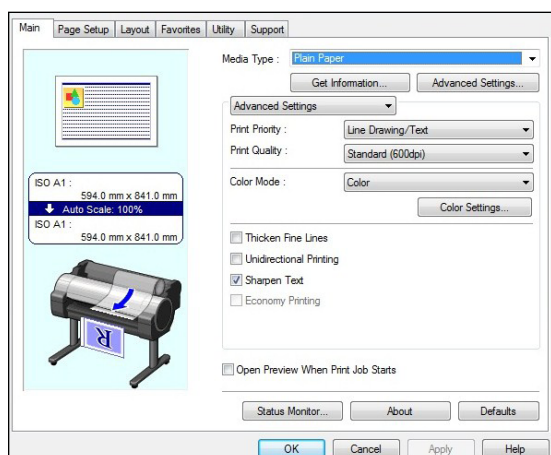 Main Page Setup Layout Favorites Utility Support
Media Type : Plain Paper
Get Information... Advanced Settings...
Advanced Settings
Print Priority : Line Drawing/Text
Print Quality : Standard (600dpi)
Color Mode : Color
Color Settings...
ISO A1 :
594.0 mm x 841.0 mm
Auto Scale: 100%
ISO A1 :
594.0 mm x 841.0 mm
Thicken Fine Lines
Unidirectional Printing
Sharpen Text
Economy Printing
R
Open Preview When Print Job Starts
Status Monitor... About Defaults
OK Cancel Apply Help